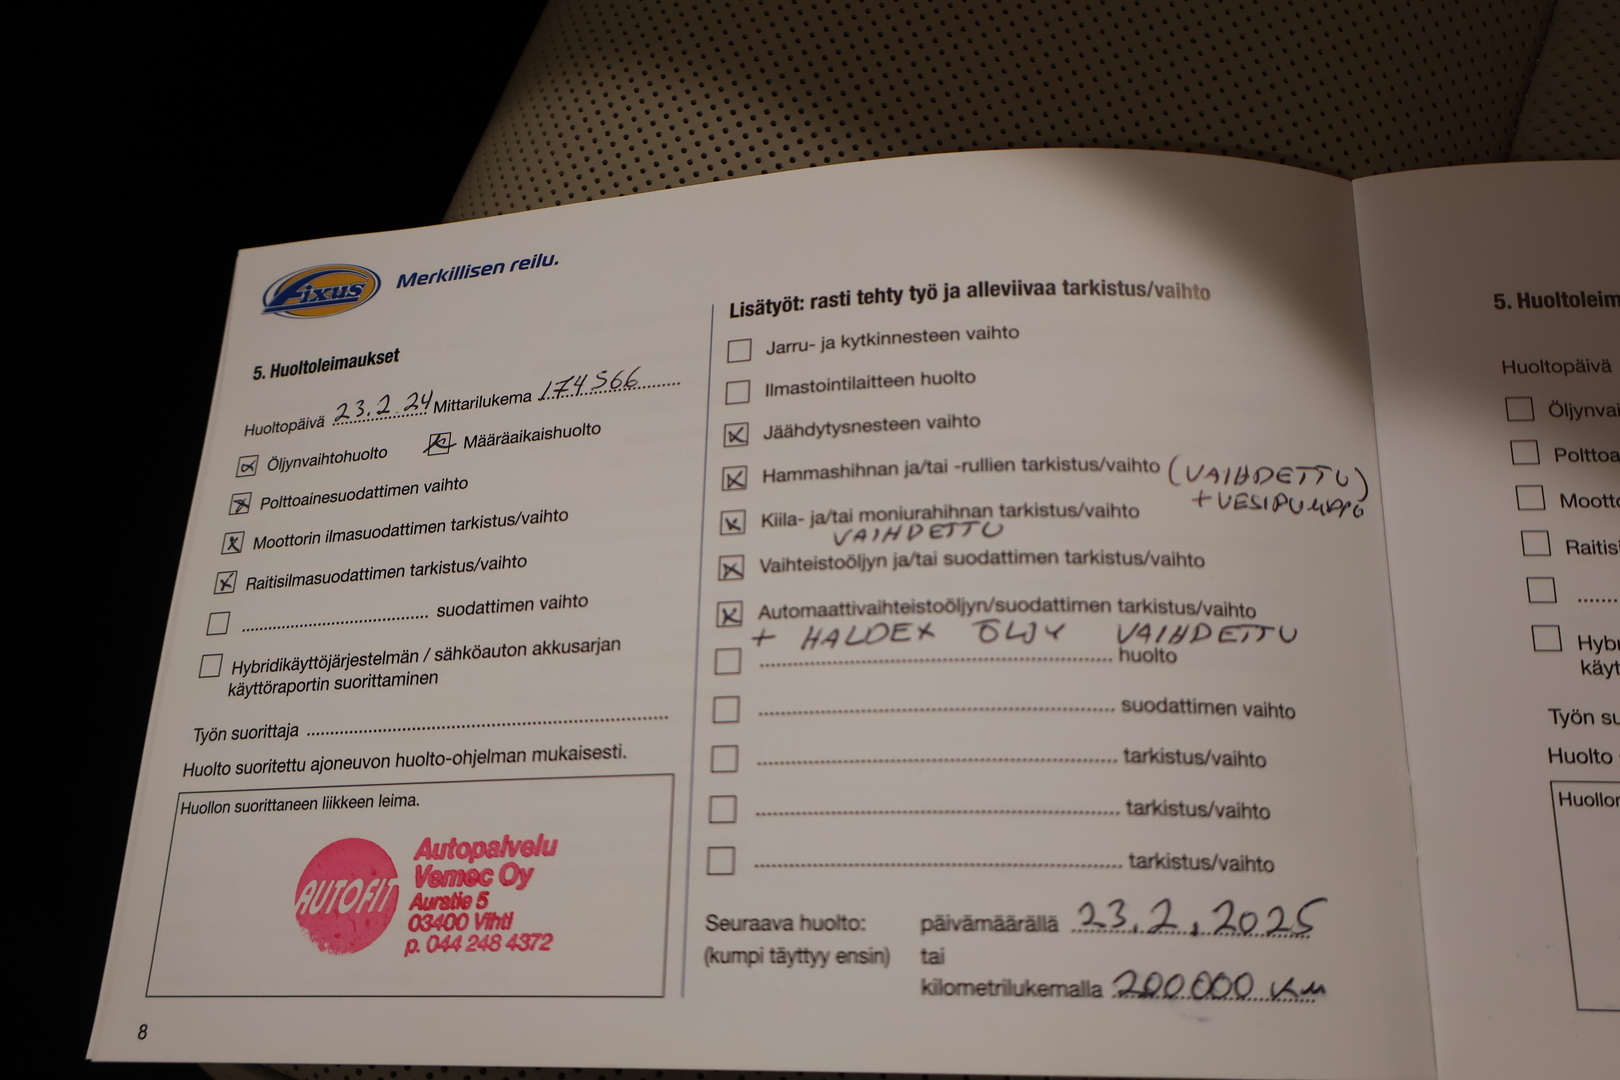 Fixus
Merkillisen reilu.
5. Huoltoleimaukset
Huoltopäivä 23.2.24 Mittarilukema 174566
Öljynvaihtohuolto Määräaikaishuolto
Polttoainesuodattimen vaihto
Moottorin ilmasuodattimen tarkistus/vaihto
Raitisilmasuodattimen tarkistus/vaihto
suodattimen vaihto
Hybridikäyttöjärjestelmän / sähköauton akkusarjan
käyttöraportin suorittaminen
Työn suorittaja
Huolto suoritettu ajoneuvon huolto-ohjelman mukaisesti.
Huollon suorittaneen liikkeen leima.
AUTOFIT
Autopalvelu
Vemec Oy
Auratie 5
03400 Vihti
p. 044 248 4372
8
Lisätyöt: rasti tehty työ ja alleviivaa tarkistus/vaihto
Jarru- ja kytkinnesteen vaihto
Ilmastointilaitteen huolto
Jäähdytysnesteen vaihto
Hammashihnan ja/tai -rullien tarkistus/vaihto (VAIHDETTU)
+ VESIPUMPPU
Kiila- ja/tai moniurahihnan tarkistus/vaihto
VAIHDETTU
Vaihteistoöljyn ja/tai suodattimen tarkistus/vaihto
Automaattivaihteistoöljyn/suodattimen tarkistus/vaihto
+ HALDEX ÖLJY VAIHDETTU
huolto
suodattimen vaihto
tarkistus/vaihto
tarkistus/vaihto
tarkistus/vaihto
Seuraava huolto: päivämäärällä 23.2.2025
(kumpi täyttyy ensin) tai
kilometrilukemalla 200000 km
5. Huoltoleim
Huoltopäivä
Öljynvai
Polttoa
Mootto
Raitis
Hybr
käyt
Työn su
Huolto
Huollor